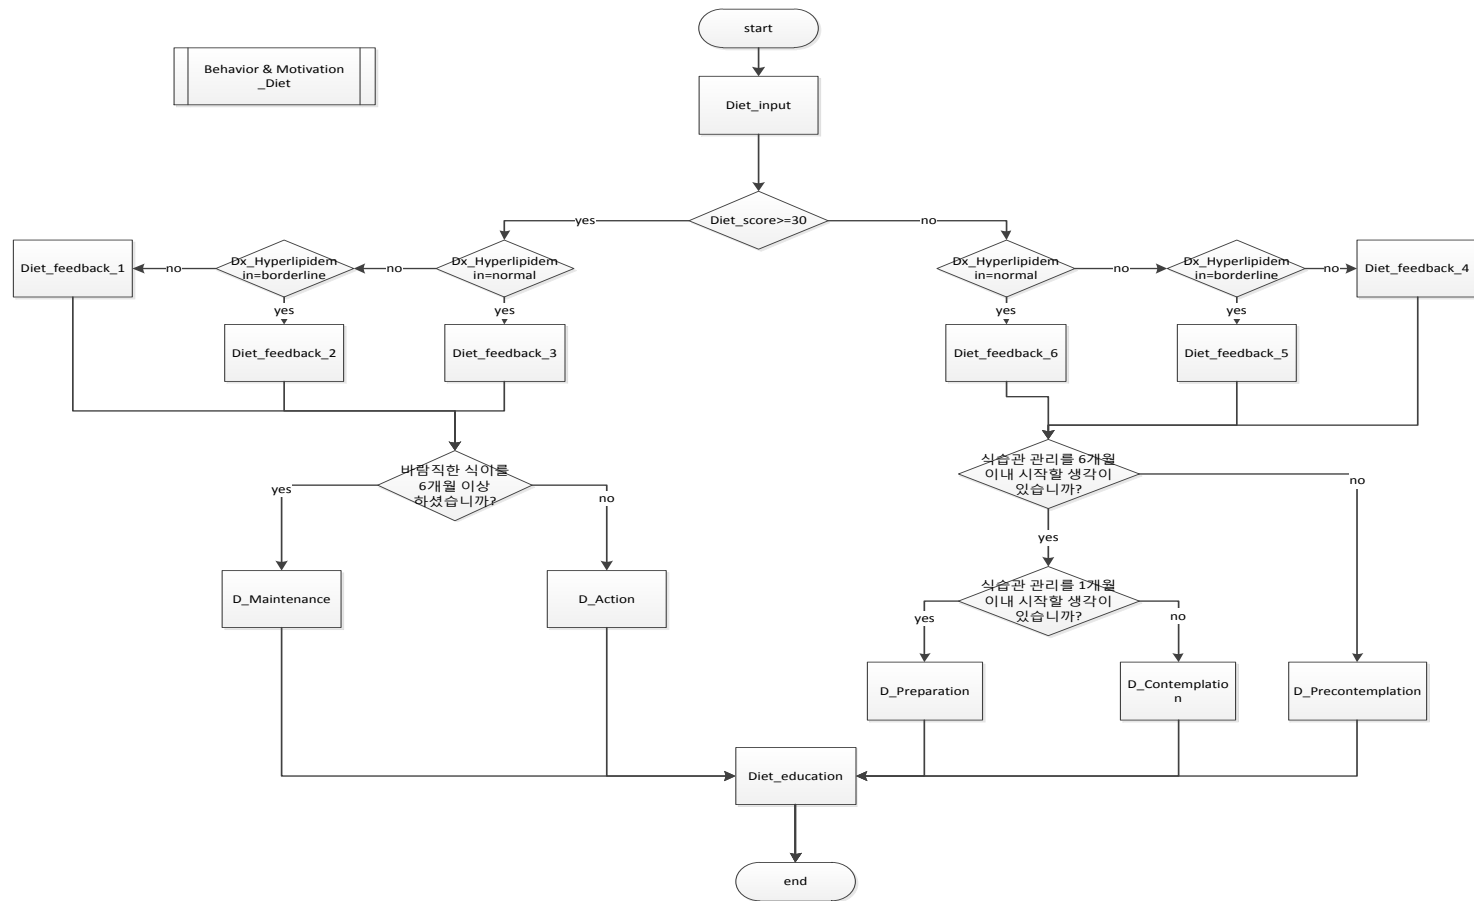 start
Behavior & Motivation
_Diet
Diet_input
Diet_score>=30
yes
no
Diet_feedback_1
no
Dx_Hyperlipidem
in=borderline
no
Dx_Hyperlipidem
in=normal
Dx_Hyperlipidem
in=normal
no
Dx_Hyperlipidem
in=borderline
no
Diet_feedback_4
yes
yes
yes
yes
Diet_feedback_2
Diet_feedback_3
Diet_feedback_6
Diet_feedback_5
바람직한 식이를
6개월 이상
하셨습니까?
yes
no
식습관 관리를 6개월
이내 시작할 생각이
있습니까?
no
yes
D_Maintenance
D_Action
식습관 관리를 1개월
이내 시작할 생각이
있습니까?
yes
no
D_Preparation
D_Contemplatio
n
D_Precontemplation
Diet_education
end